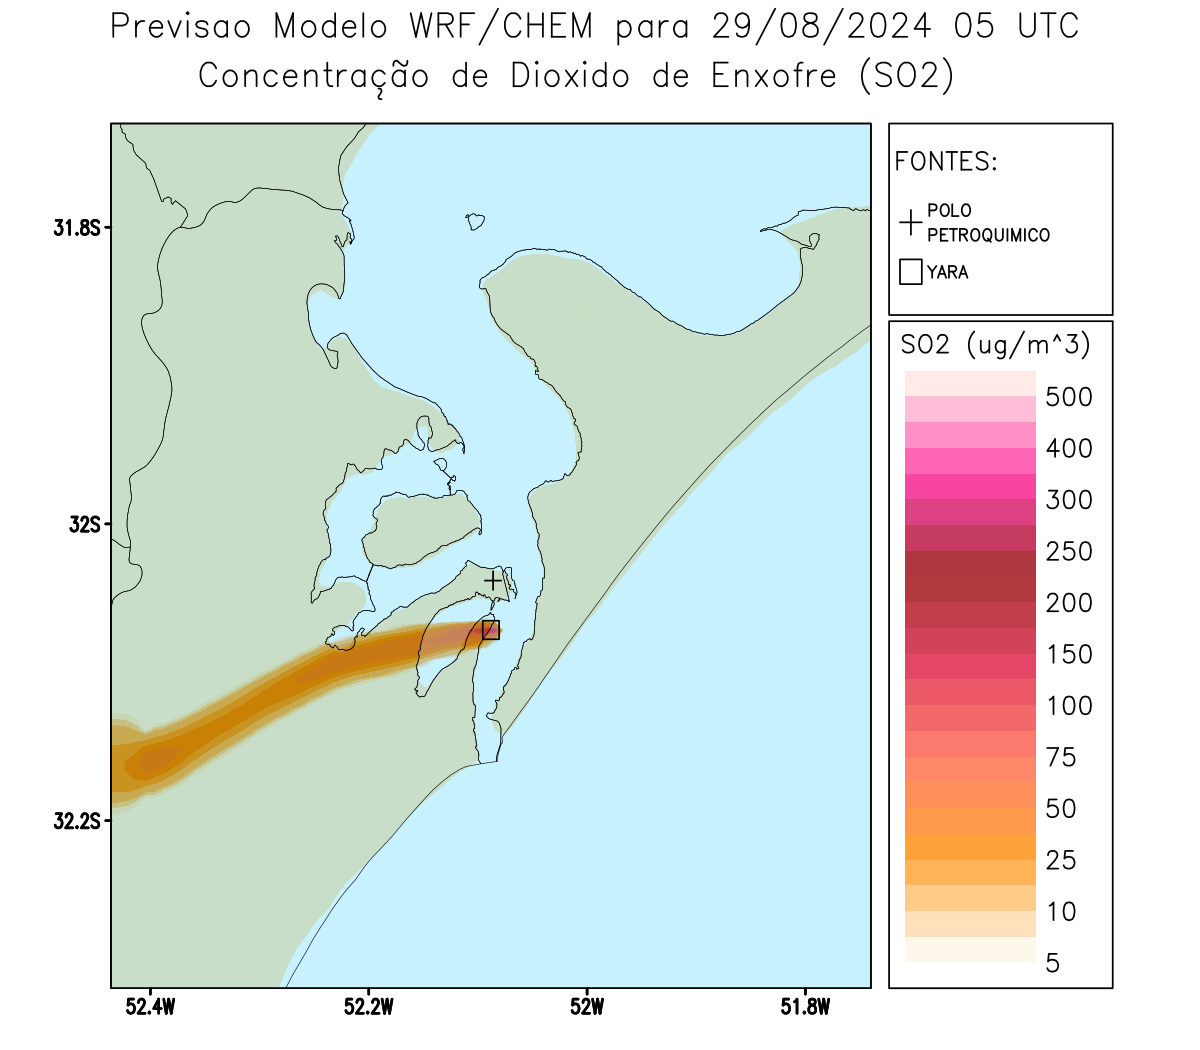 Previsao Modelo WRF/CHEM para 29/08/2024 05 UTC
Concentração de Dioxido de Enxofre (SO2)
FONTES:
POLO
PETROQUIMICO
YARA
31.8S
32S
32.2S
52.4W
52.2W
52W
51.8W
SO2 (ug/m^3)
500
400
300
250
200
150
100
75
50
25
10
5